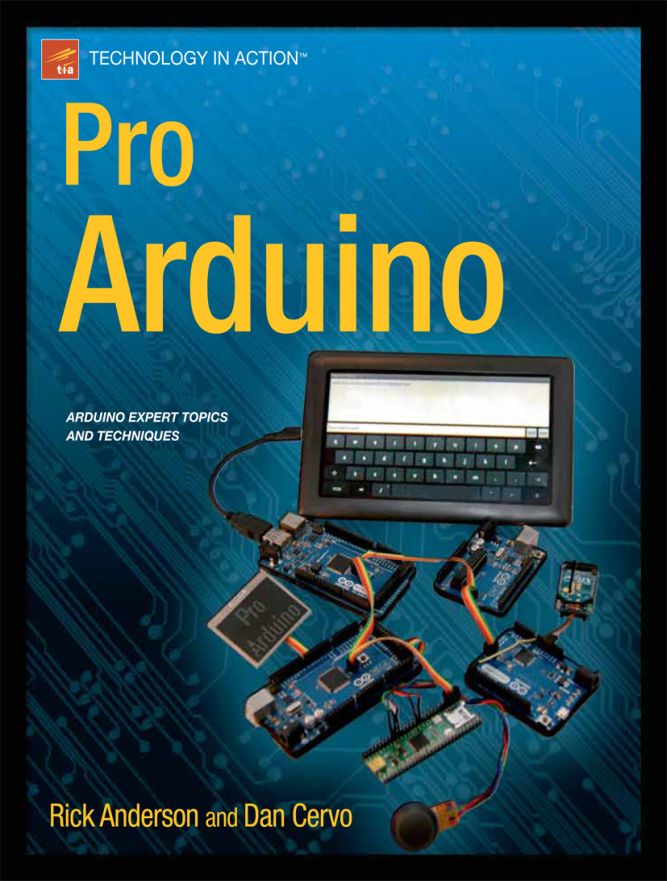 tia
TECHNOLOGY IN ACTION™
Pro
Arduino
ARDUINO EXPERT TOPICS
AND TECHNIQUES
Pro
Arduino
Rick Anderson and Dan Cervo